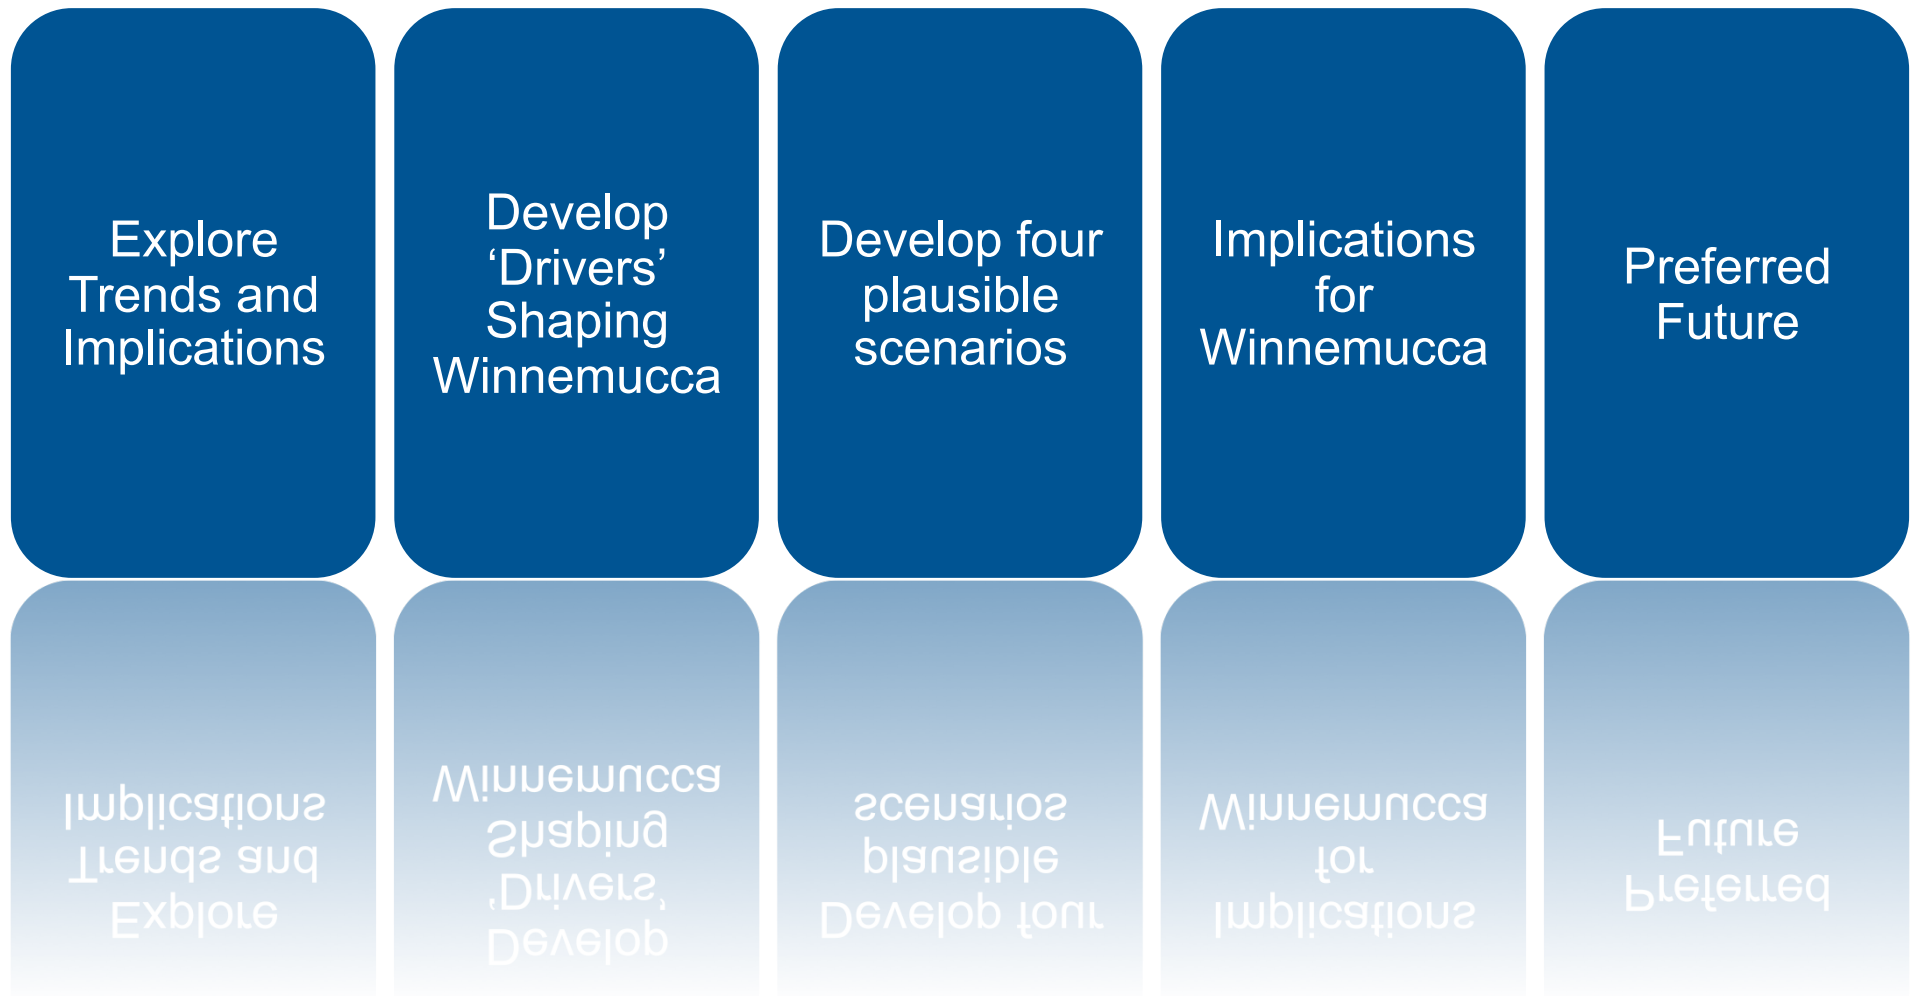 Explore
Trends and
Implications
Develop
‘Drivers’
Shaping
Winnemucca
Develop four
plausible
scenarios
Implications
for
Winnemucca
Preferred
Future